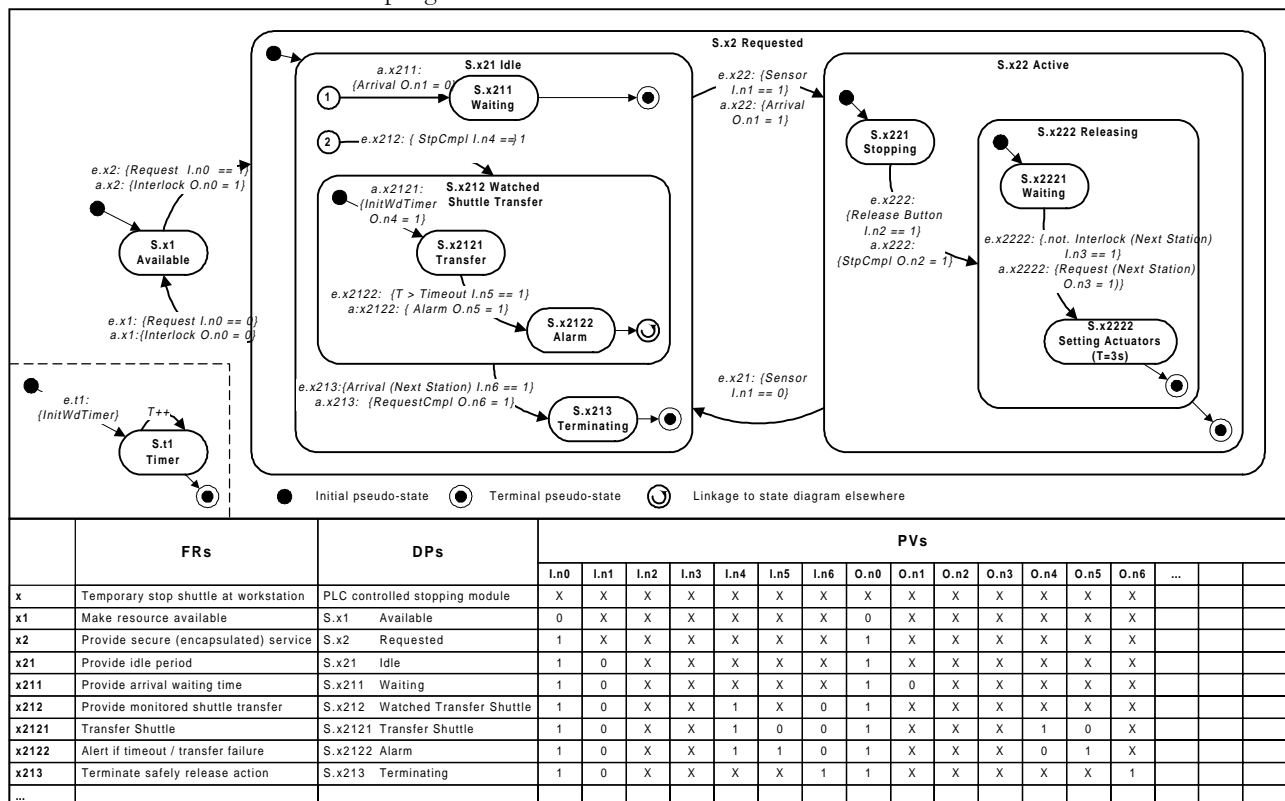 S.x2 Requested
S.x21 Idle
a.x211:
{Arrival O.n1 = 0}
1
S.x211
Waiting
2
e.x212: { StpCmpl I.n4 ==} 1
S.x212 Watched
Shuttle Transfer
a.x2121:
{InitWdTimer
O.n4 = 1}
S.x2121
Transfer
e.x2122: {T > Timeout I.n5 == 1}
a:x2122: { Alarm O.n5 = 1}
S.x2122
Alarm
e.x213:{Arrival (Next Station) I.n6 == 1}
a.x213: {RequestCmpl O.n6 = 1}
S.x213
Terminating
e.x22: {Sensor
I.n1 == 1}
a.x22: {Arrival
O.n1 = 1}
e.x21: {Sensor
I.n1 == 0}
S.x22 Active
S.x221
Stopping
e.x222:
{Release Button
I.n2 == 1}
a.x222:
{StpCmpl O.n2 = 1}
S.x222 Releasing
S.x2221
Waiting
e.x2222: {.not. Interlock (Next Station)
I.n3 == 1}
a.x2222: {Request (Next Station)
O.n3 = 1)}
S.x2222
Setting Actuators
(T=3s)
e.x2: {Request I.n0 == 1}
a.x2: {Interlock O.n0 = 1}
S.x1
Available
e.x1: {Request I.n0 == 0}
a.x1:{Interlock O.n0 = 0}
e.t1:
{InitWdTimer}
T++
S.t1
Timer
Initial pseudo-state Terminal pseudo-state Linkage to state diagram elsewhere
FRs DPs PVs
I.n0 I.n1 I.n2 I.n3 I.n4 I.n5 I.n6 O.n0 O.n1 O.n2 O.n3 O.n4 O.n5 O.n6 ...
x Temporary stop shuttle at workstation PLC controlled stopping module X X X X X X X X X X X X X X
x1 Make resource available S.x1 Available 0 X X X X X X 0 X X X X X X
x2 Provide secure (encapsulated) service S.x2 Requested 1 X X X X X X 1 X X X X X X
x21 Provide idle period S.x21 Idle 1 0 X X X X X 1 X X X X X X
x211 Provide arrival waiting time S.x211 Waiting 1 0 X X X X X 1 0 X X X X X
x212 Provide monitored shuttle transfer S.x212 Watched Transfer Shuttle 1 0 X X 1 X 0 1 X X X X X X
x2121 Transfer Shuttle S.x2121 Transfer Shuttle 1 0 X X 1 0 0 1 X X X 1 0 X
x2122 Alert if timeout / transfer failure S.x2122 Alarm 1 0 X X 1 1 0 1 X X X 0 1 X
x213 Terminate safely release action S.x213 Terminating 1 0 X X X X 1 1 X X X X X 1
...